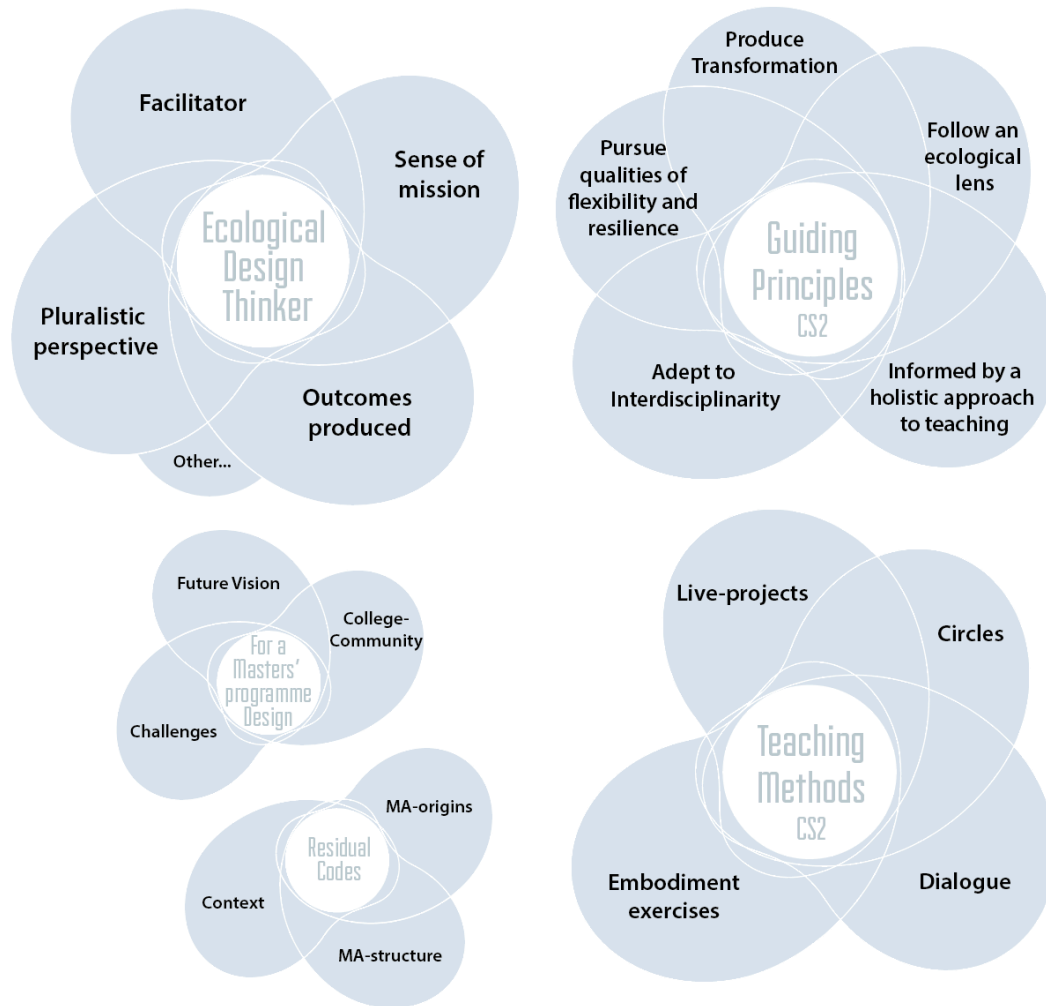 Facilitator
Sense of
mission
Ecological
Design
Thinker
Pluralistic
perspective
Outcomes
produced
Other...
Produce
Transformation
Follow an
ecological
lens
Pursue
qualities of
flexibility and
resilience
Guiding
Principles
CS2
Adept to
Interdisciplinarity
Informed by a
holistic approach
to teaching
Future Vision
College-
Community
For a
Masters'
programme
Design
Challenges
MA-origins
Residual
Codes
Context
MA-structure
Live-projects
Circles
Teaching
Methods
CS2
Embodiment
exercises
Dialogue